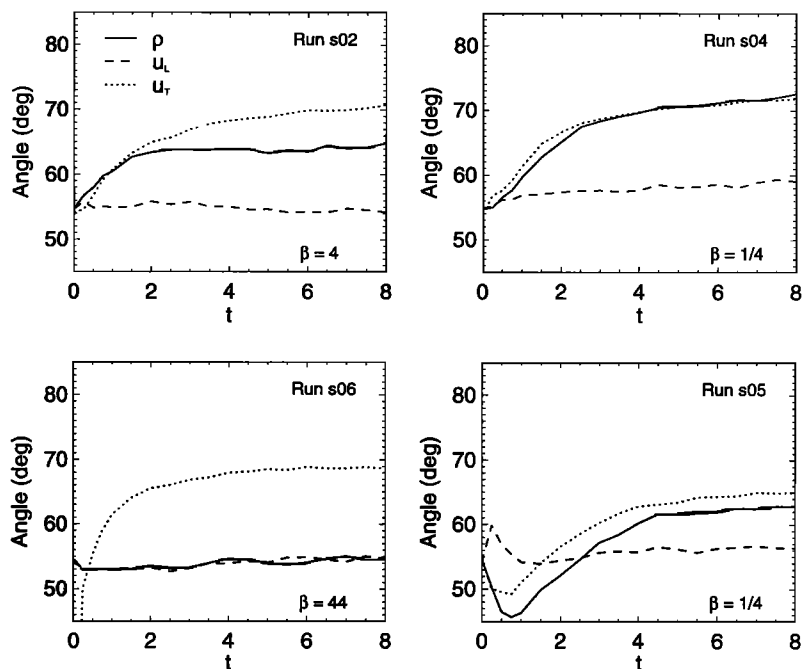 Run s02
ρ
u_L
u_T
Angle (deg)
80
70
60
50
β = 4
0 2 4 6 8
t
Run s04
Angle (deg)
80
70
60
50
β = 1/4
0 2 4 6 8
t
Run s06
Angle (deg)
80
70
60
50
β = 44
0 2 4 6 8
t
Run s05
Angle (deg)
80
70
60
50
β = 1/4
0 2 4 6 8
t